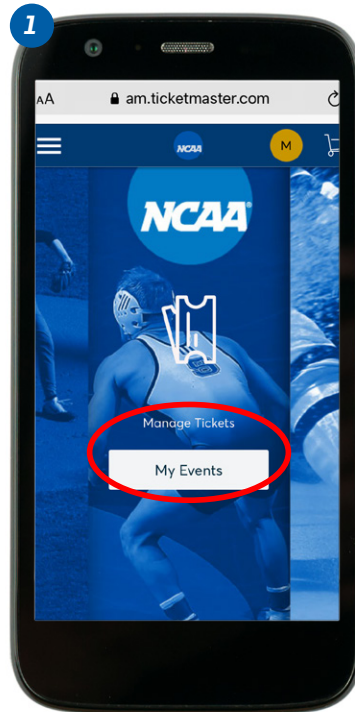 1
AA am.ticketmaster.com
NCAA M
NCAA
S
Manage Tickets
My Events